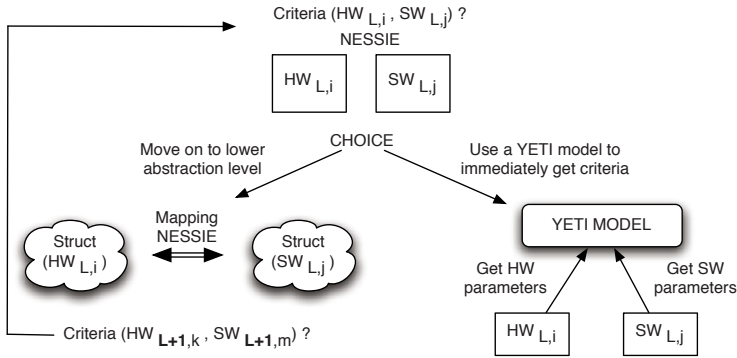 Criteria (HW L,i , SW L,j) ?
NESSIE
HW L,i
SW L,j
CHOICE
Move on to lower
abstraction level
Use a YETI model to
immediately get criteria
Mapping
NESSIE
Struct
(HW L,i )
Struct
(SW L,j )
YETI MODEL
Get HW
parameters
Get SW
parameters
HW L,i
SW L,j
Criteria (HW L+1,k , SW L+1,m) ?